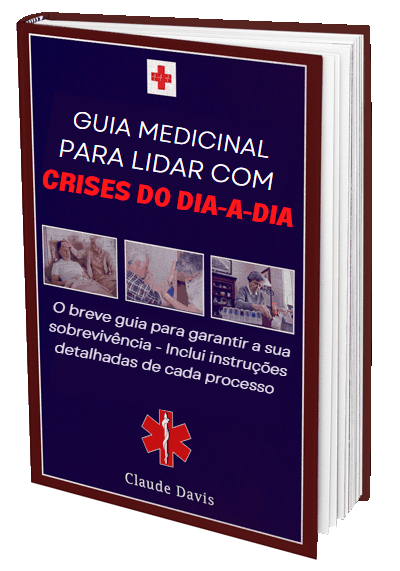 GUIA MEDICINAL
PARA LIDAR COM
CRISES DO DIA-A-DIA
O breve guia para garantir a sua
sobrevivência - Inclui instruções
detalhadas de cada processo
Claude Davis